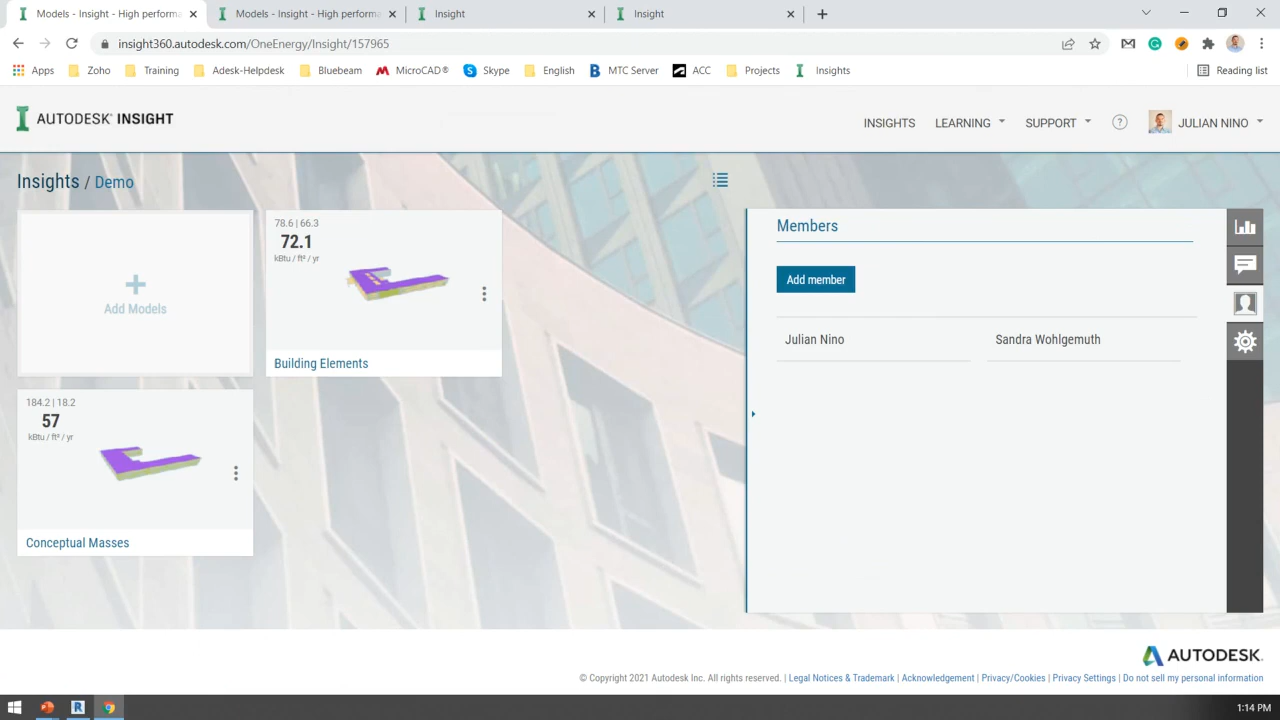 Models - Insight - High performa
Models - Insight - High performa
Insight
Insight
insight360.autodesk.com/OneEnergy/Insight/157965
Apps
Zoho
Training
Adesk-Helpdesk
Bluebeam
MicroCAD®
Skype
English
MTC Server
ACC
Projects
Insights
Reading list
AUTODESK® INSIGHT
INSIGHTS
LEARNING
SUPPORT
?
JULIAN NINO
Insights / Demo
Add Models
78.6 | 66.3
72.1
kBtu / ft² / yr
Building Elements
184.2 | 18.2
57
kBtu / ft² / yr
Conceptual Masses
Members
Add member
Julian Nino
Sandra Wohlgemuth
AUTODESK.
© Copyright 2021 Autodesk Inc. All rights reserved. | Legal Notices & Trademark | Acknowledgement | Privacy/Cookies | Privacy Settings | Do not sell my personal information
1:14 PM